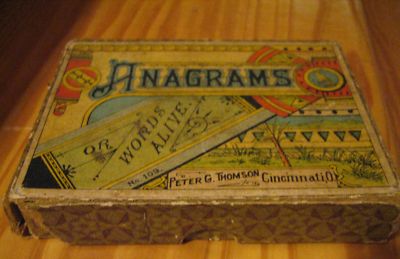 ANAGRAMS
OR,
WORDS
ALIVE.
No. 109.
PETER G. THOMSON
Cincinnati, O.